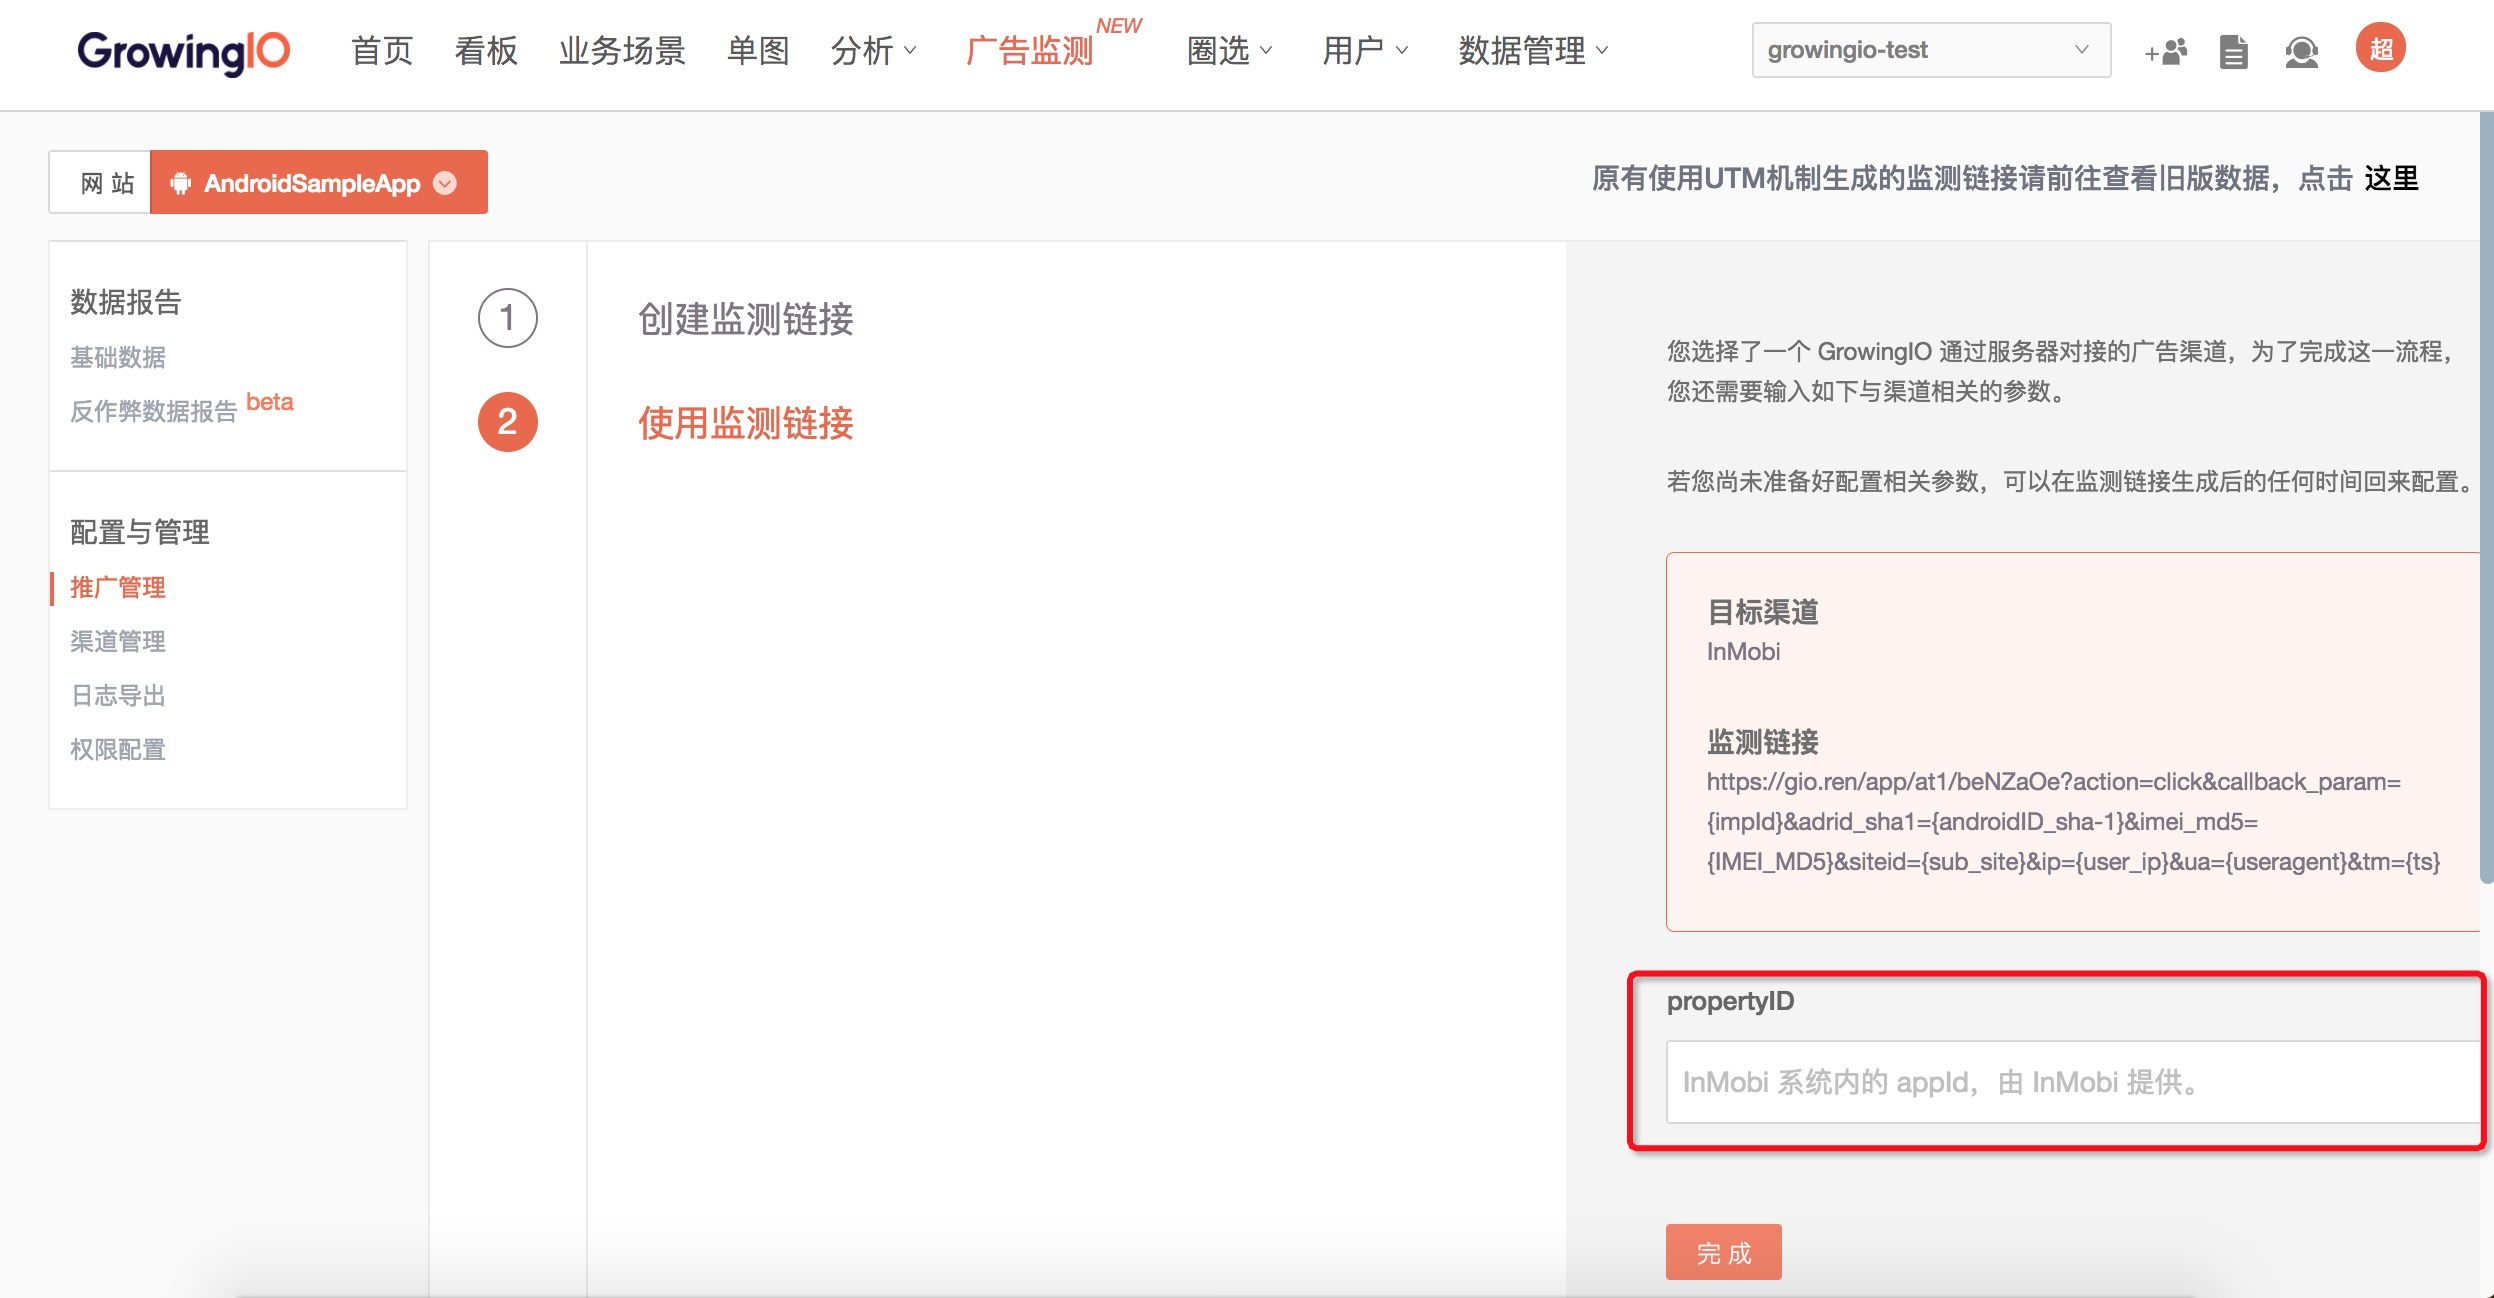 GrowingIO 首页 看板 业务场景 单图 分析 广告监测 NEW 圈选 用户 数据管理 growingio-test 超
网 站 AndroidSampleApp 原有使用UTM机制生成的监测链接请前往查看旧版数据，点击 这里
数据报告
基础数据
反作弊数据报告 beta
配置与管理
推广管理
渠道管理
日志导出
权限配置
1 创建监测链接
2 使用监测链接
您选择了一个 GrowingIO 通过服务器对接的广告渠道，为了完成这一流程，
您还需要输入如下与渠道相关的参数。
若您尚未准备好配置相关参数，可以在监测链接生成后的任何时间回来配置。
目标渠道
InMobi
监测链接
https://gio.ren/app/at1/beNZaOe?action=click&callback_param=
{impId}&adrid_sha1={androidID_sha-1}&imei_md5=
{IMEI_MD5}&siteid={sub_site}&ip={user_ip}&ua={useragent}&tm={ts}
propertyID
InMobi 系统内的 appId，由 InMobi 提供。
完 成